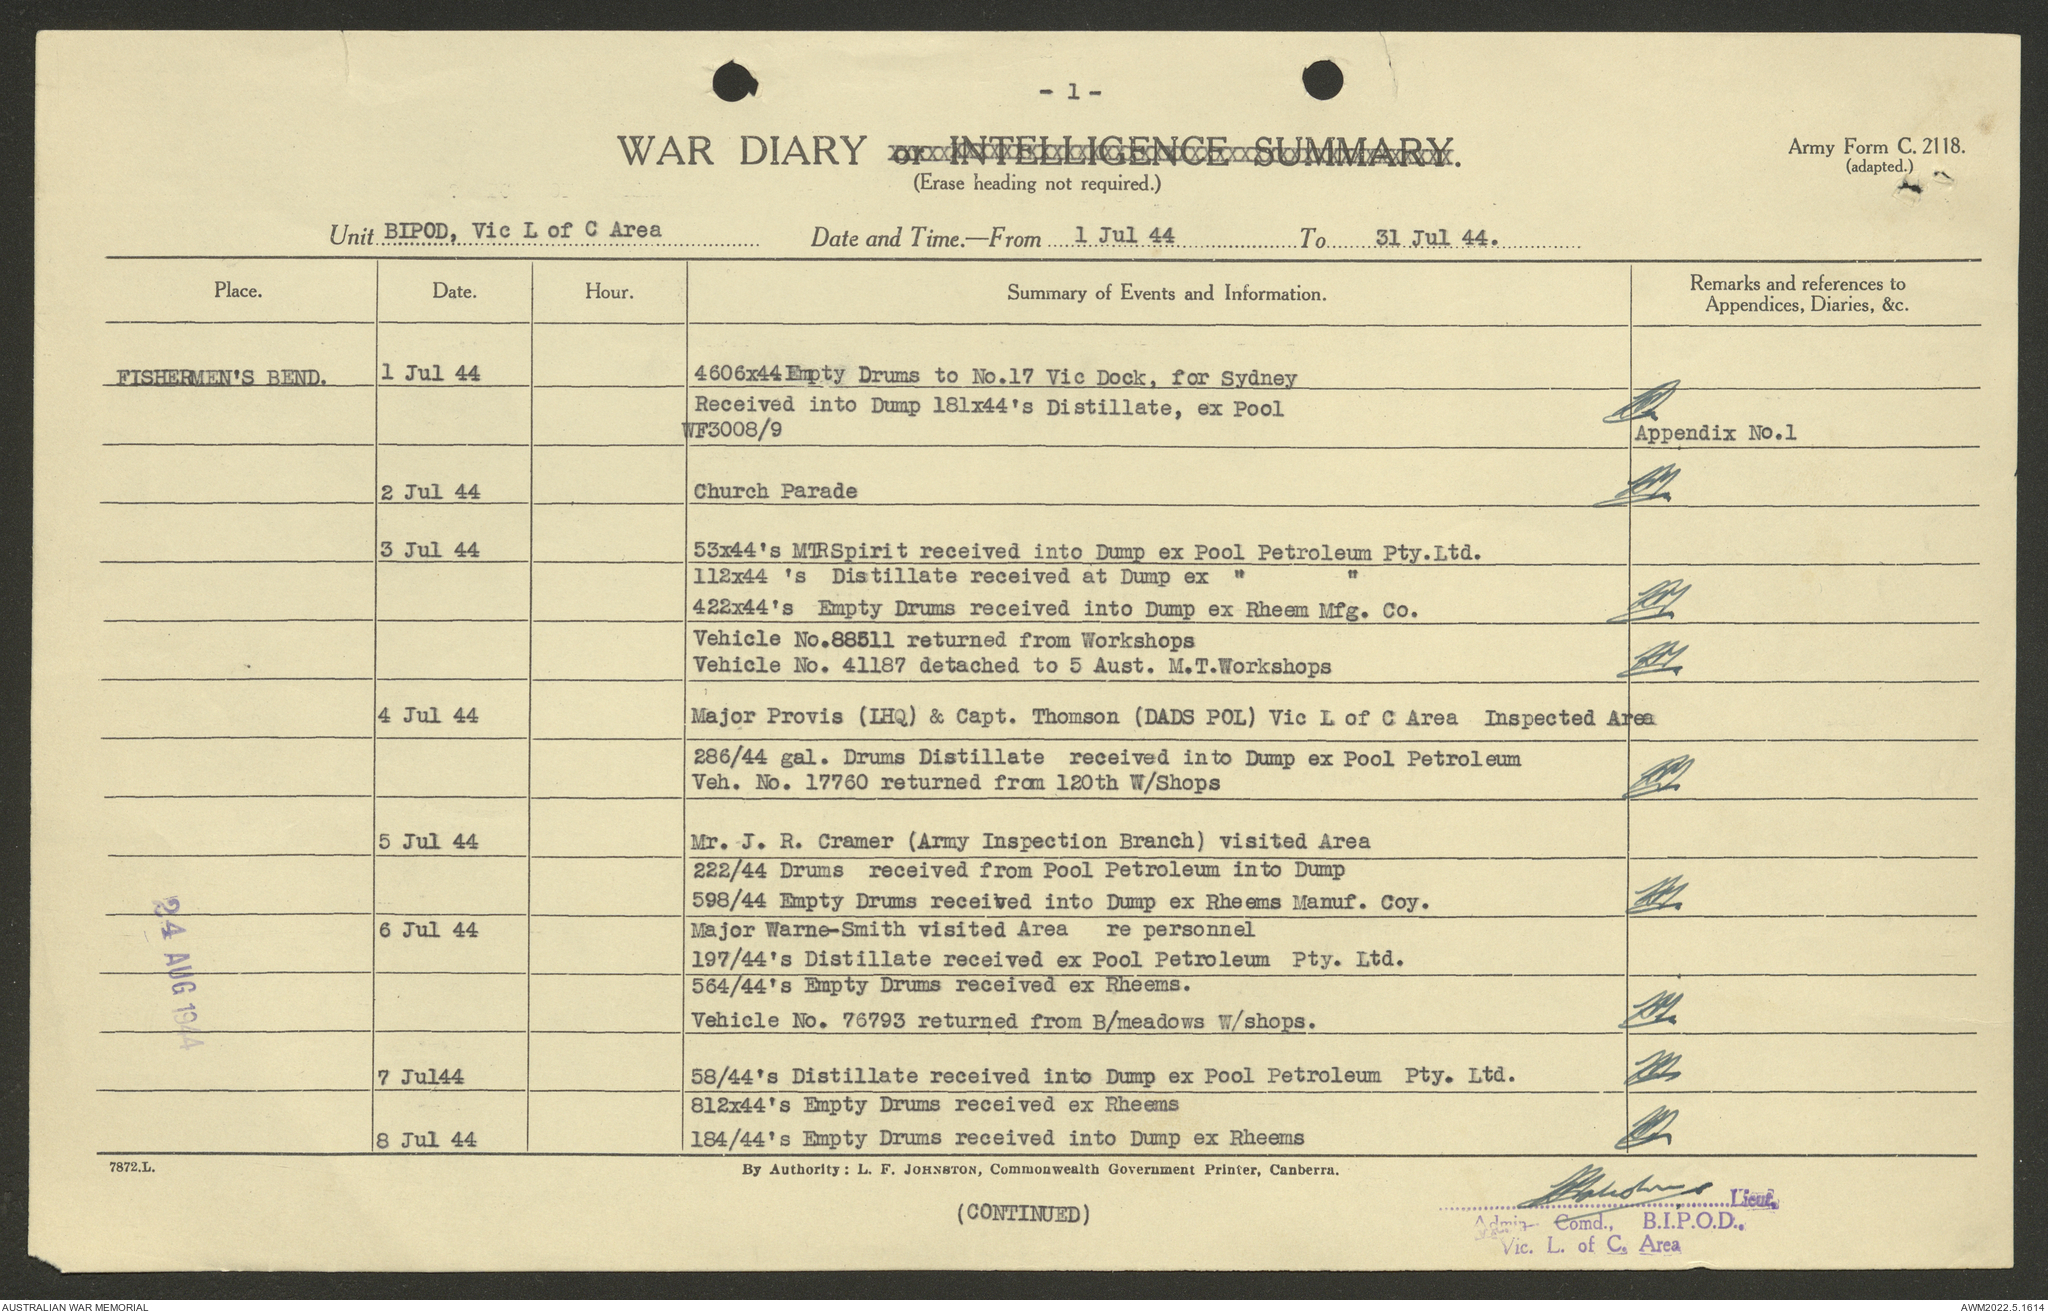 - 1 -
WAR DIARY or INTELLIGENCE SUMMARY.
(Erase heading not required.)
Army Form C. 2118.
(adapted.)
Unit BIPOD, Vic L of C Area Date and Time.—From 1 Jul 44 To 31 Jul 44.
Place. Date. Hour. Summary of Events and Information. Remarks and references to
Appendices, Diaries, &c.
FISHERMEN'S BEND. 1 Jul 44 4606x44 Empty Drums to No.17 Vic Dock, for Sydney
Received into Dump 181x44's Distillate, ex Pool
WF3008/9 Appendix No.1
2 Jul 44 Church Parade
3 Jul 44 53x44's MTRSpirit received into Dump ex Pool Petroleum Pty.Ltd.
112x44 's Distillate received at Dump ex " "
422x44's Empty Drums received into Dump ex Rheem Mfg. Co.
Vehicle No.88511 returned from Workshops
Vehicle No. 41187 detached to 5 Aust. M.T.Workshops
4 Jul 44 Major Provis (LHQ) & Capt. Thomson (DADS POL) Vic L of C Area Inspected Area
286/44 gal. Drums Distillate received into Dump ex Pool Petroleum
Veh. No. 17760 returned from 120th W/Shops
5 Jul 44 Mr. J. R. Cramer (Army Inspection Branch) visited Area
222/44 Drums received from Pool Petroleum into Dump
598/44 Empty Drums received into Dump ex Rheems Manuf. Coy.
6 Jul 44 Major Warne-Smith visited Area re personnel
197/44's Distillate received ex Pool Petroleum Pty. Ltd.
564/44's Empty Drums received ex Rheems.
Vehicle No. 76793 returned from B/meadows W/shops.
7 Jul44 58/44's Distillate received into Dump ex Pool Petroleum Pty. Ltd.
812x44's Empty Drums received ex Rheems
8 Jul 44 184/44's Empty Drums received into Dump ex Rheems
24 AUG 1944
7872.L. By Authority: L. F. JOHNSTON, Commonwealth Government Printer, Canberra.
(CONTINUED)
Lieut.
Admin Comd., B.I.P.O.D.,
Vic. L. of C. Area
AUSTRALIAN WAR MEMORIAL AWM2022.5.1614